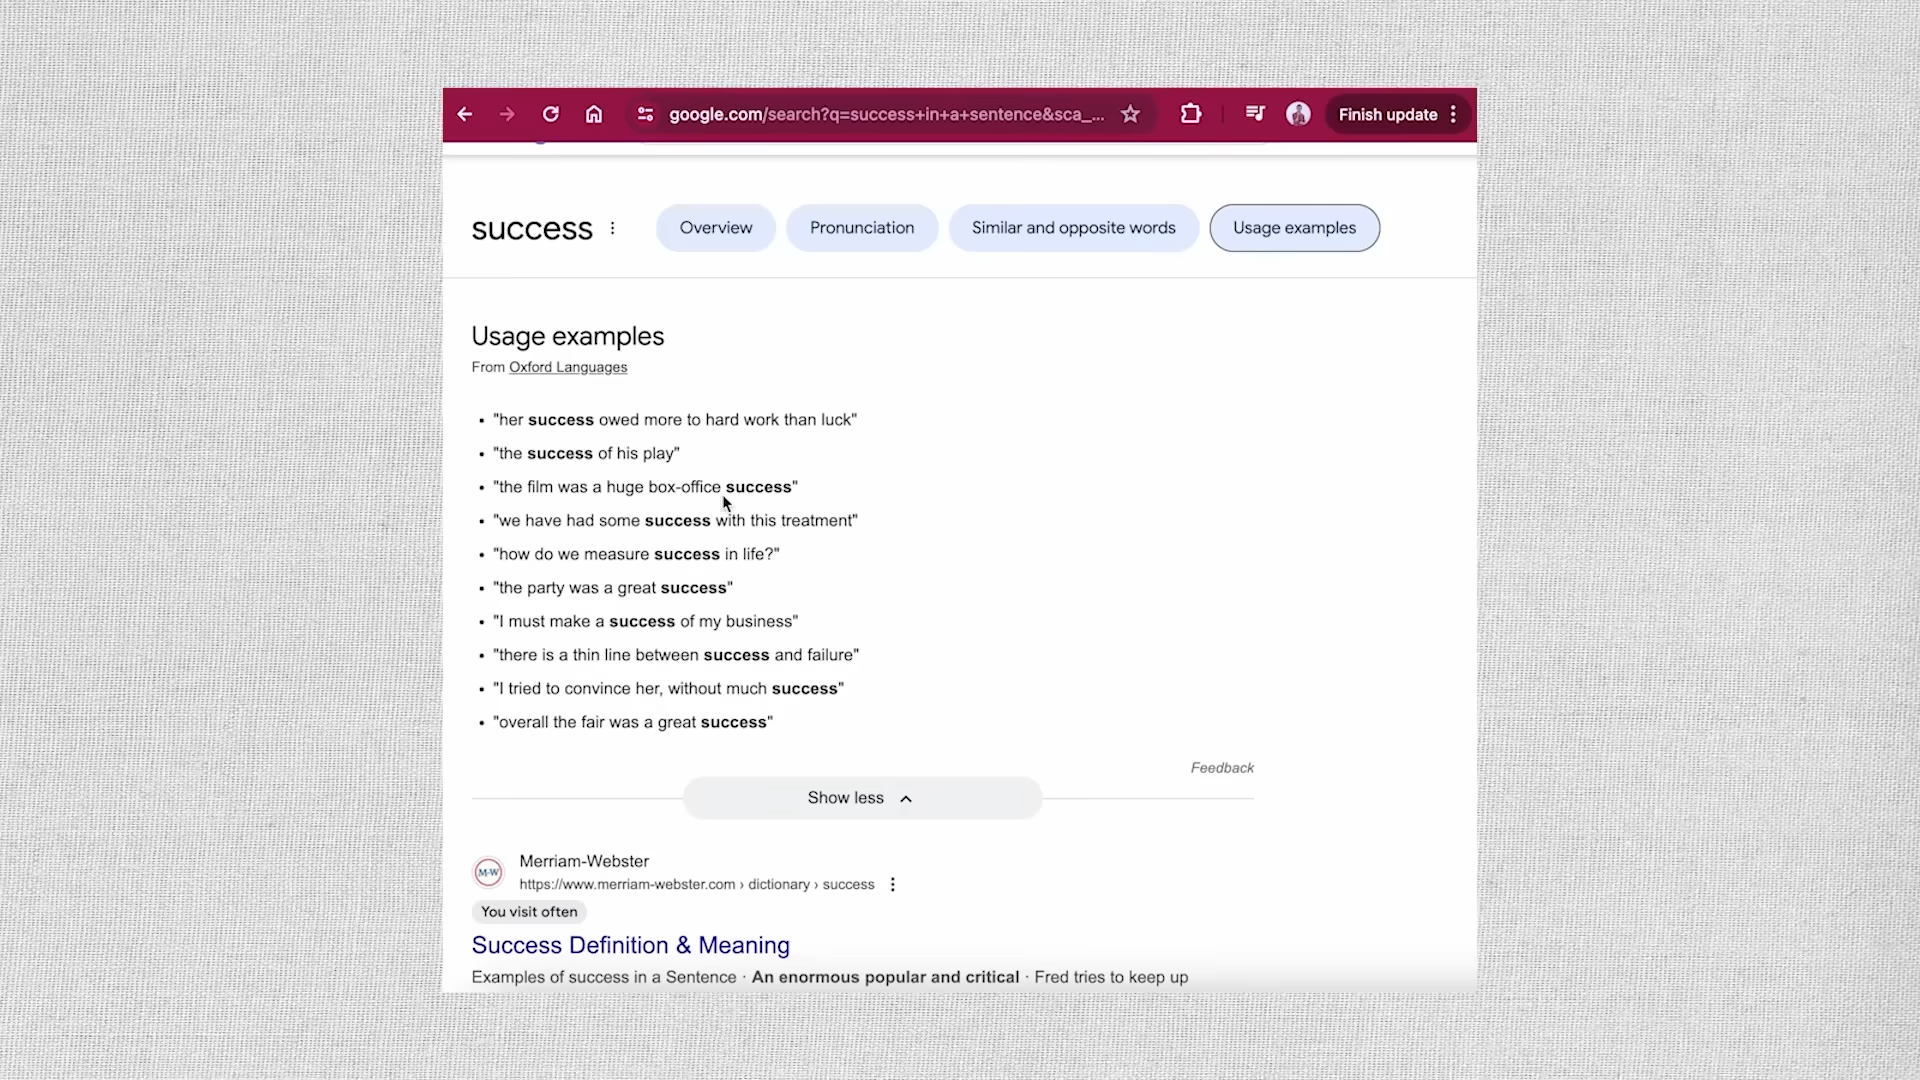 google.com/search?q=success+in+a+sentence&sca_...
Finish update
success
Overview
Pronunciation
Similar and opposite words
Usage examples
Usage examples
From Oxford Languages
"her success owed more to hard work than luck"
"the success of his play"
"the film was a huge box-office success"
"we have had some success with this treatment"
"how do we measure success in life?"
"the party was a great success"
"I must make a success of my business"
"there is a thin line between success and failure"
"I tried to convince her, without much success"
"overall the fair was a great success"
Feedback
Show less
M-W
Merriam-Webster
https://www.merriam-webster.com › dictionary › success
You visit often
Success Definition & Meaning
Examples of success in a Sentence · An enormous popular and critical · Fred tries to keep up